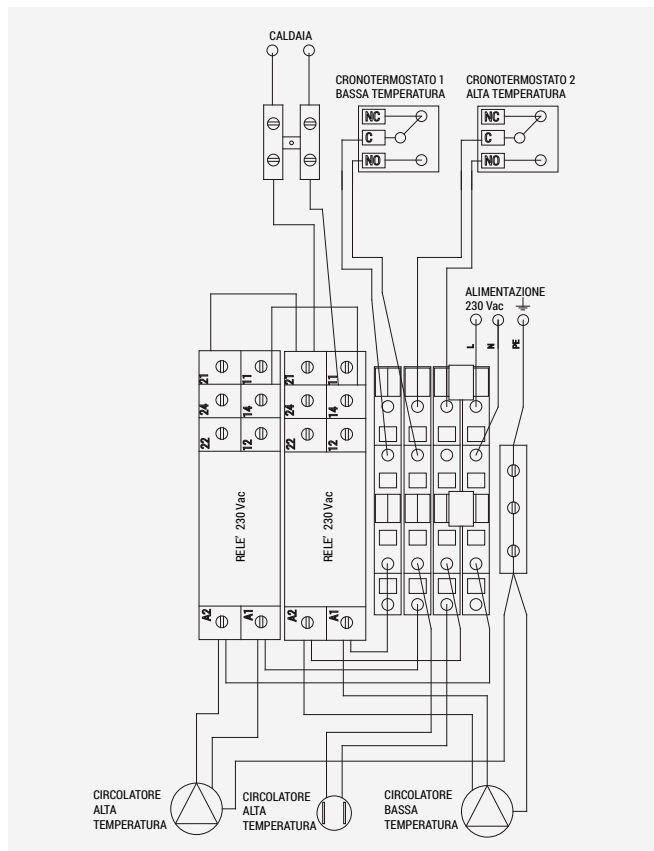 CALDAIA
CRONOTERMOSTATO 1
BASSA TEMPERATURA
NC
C
NO
CRONOTERMOSTATO 2
ALTA TEMPERATURA
NC
C
NO
ALIMENTAZIONE
230 Vac
L
N
PE
21
11
24
14
22
12
RELE' 230 Vac
A2
A1
21
11
24
14
22
12
RELE' 230 Vac
A2
A1
CIRCOLATORE
ALTA
TEMPERATURA
CIRCOLATORE
ALTA
TEMPERATURA
CIRCOLATORE
BASSA
TEMPERATURA